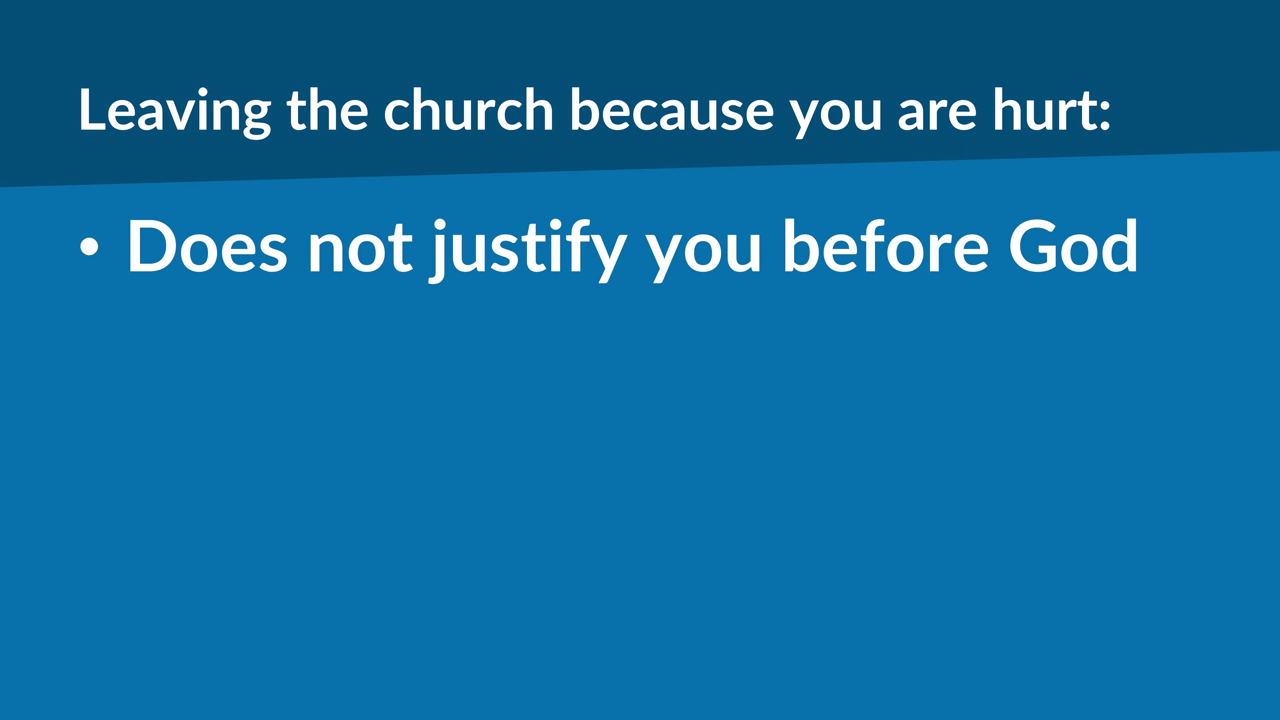 Leaving the church because you are hurt:
• Does not justify you before God